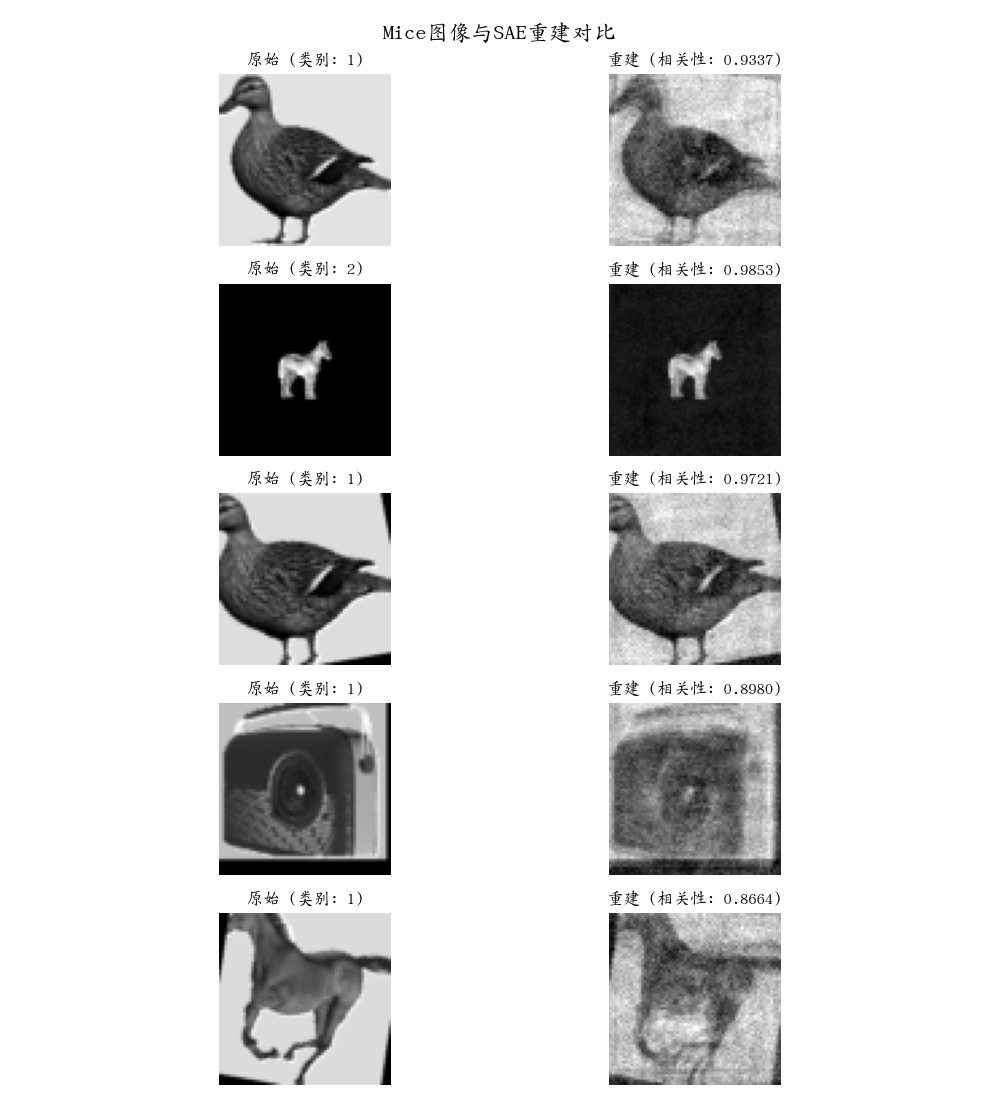 Mice图像与SAE重建对比
原始 (类别: 1)
重建 (相关性: 0.9337)
原始 (类别: 2)
重建 (相关性: 0.9853)
原始 (类别: 1)
重建 (相关性: 0.9721)
原始 (类别: 1)
重建 (相关性: 0.8980)
原始 (类别: 1)
重建 (相关性: 0.8664)